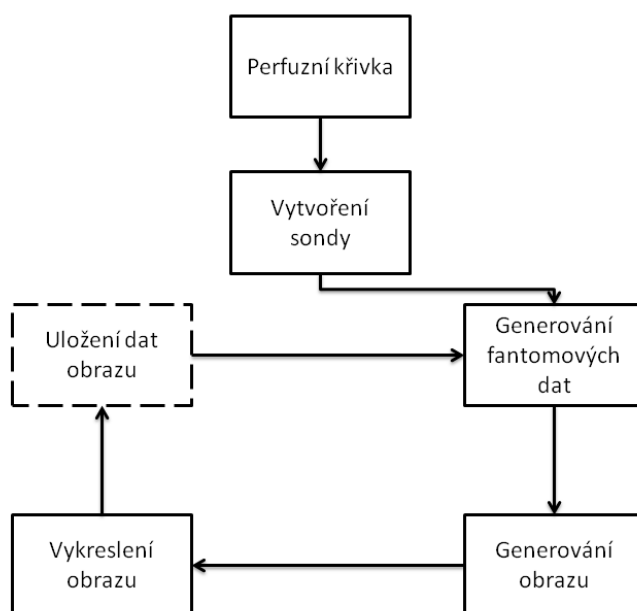 Perfuzní křivka
Vytvoření
sondy
Uložení dat
obrazu
Generování
fantomových
dat
Vykreslení
obrazu
Generování
obrazu